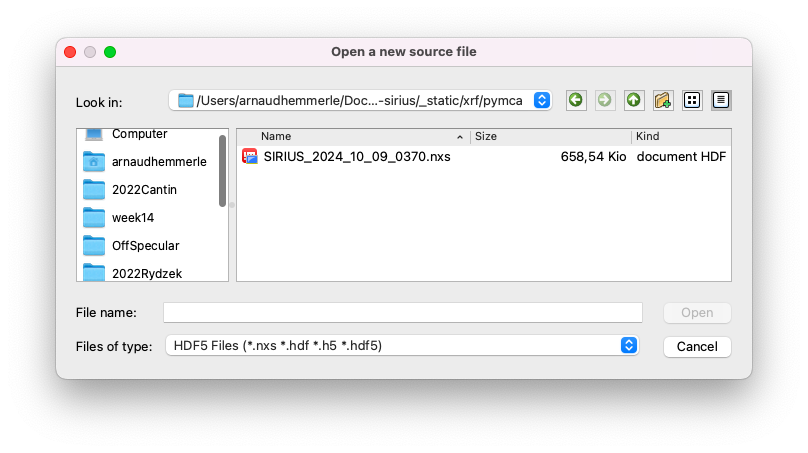 Open a new source file
Look in: /Users/arnaudhemmerle/Doc...-sirius/_static/xrf/pymca
Computer
arnaudhemmerle
2022Cantin
week14
OffSpecular
2022Rydzek
Name Size Kind
SIRIUS_2024_10_09_0370.nxs 658,54 Kio document HDF
File name: Open
Files of type: HDF5 Files (*.nxs *.hdf *.h5 *.hdf5) Cancel